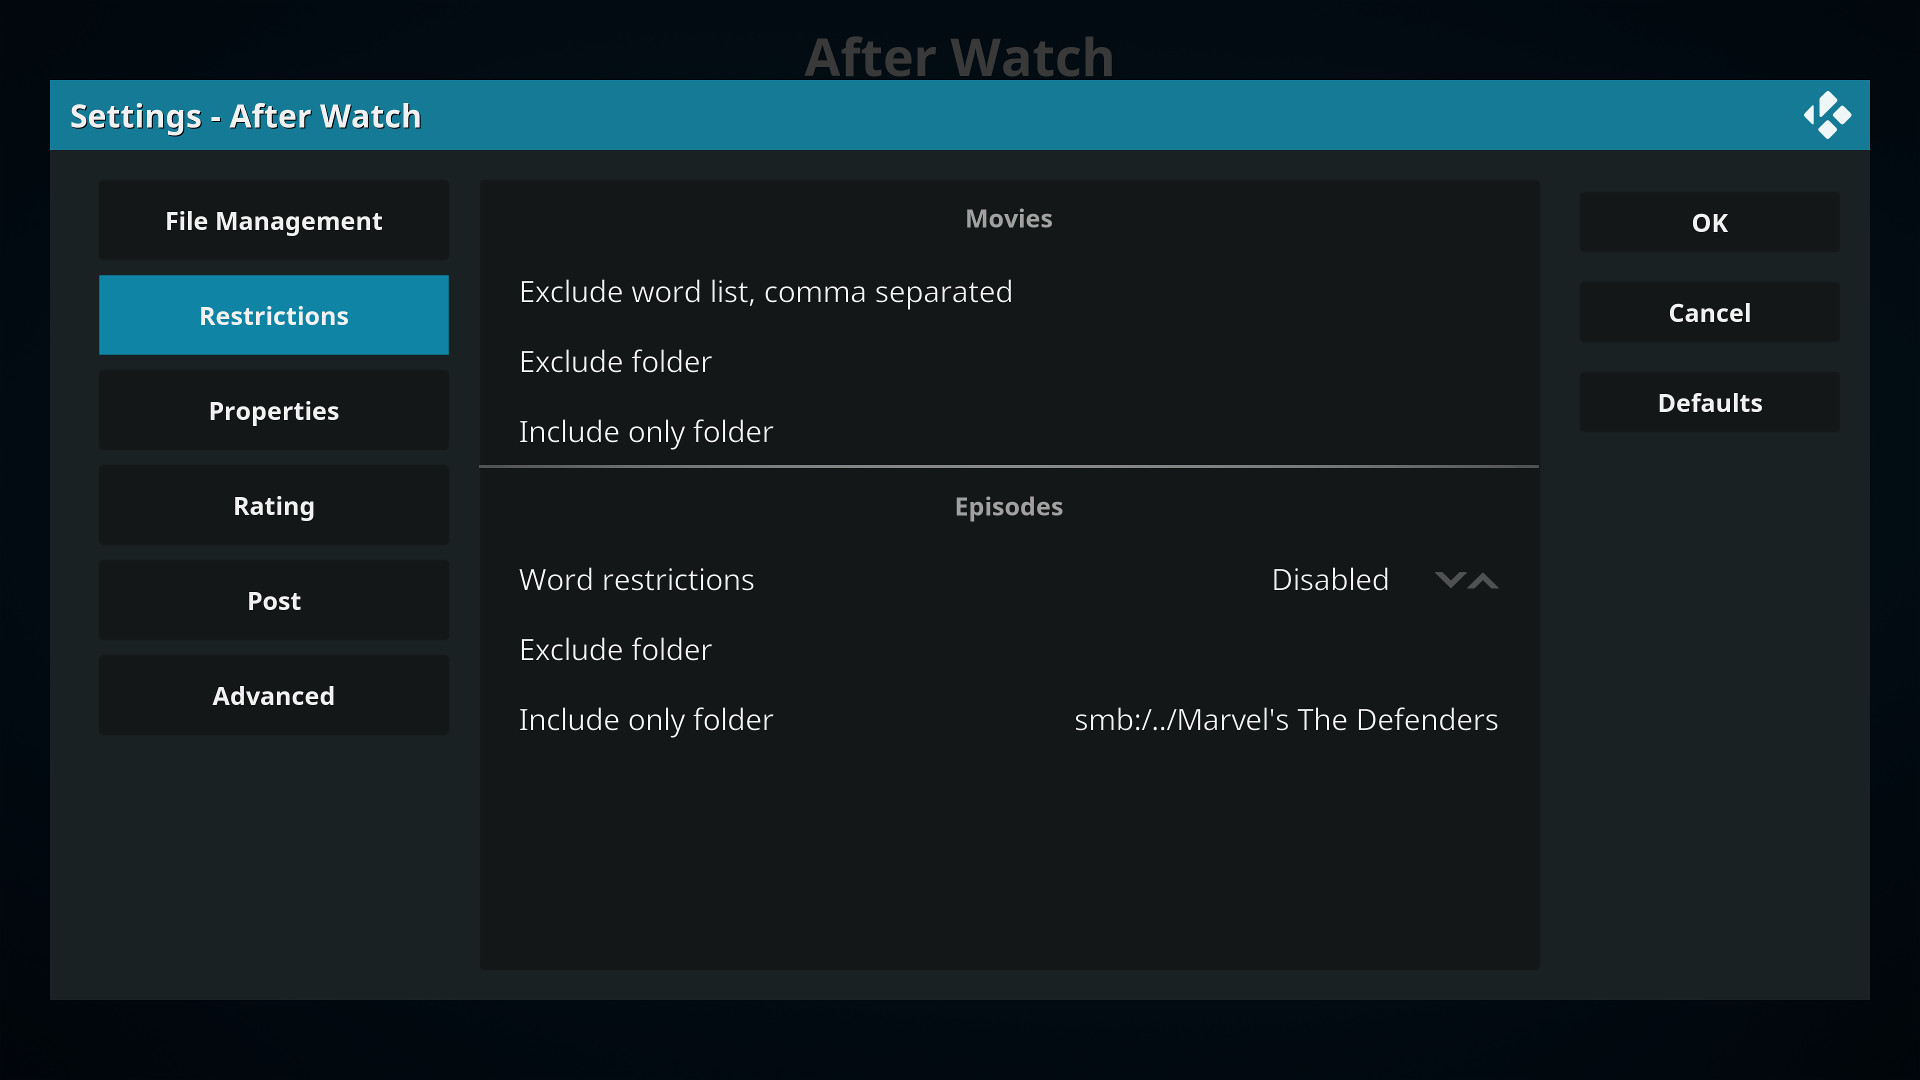 After Watch
Settings - After Watch
File Management
Restrictions
Properties
Rating
Post
Advanced
Movies
Exclude word list, comma separated
Exclude folder
Include only folder
Episodes
Word restrictions Disabled
Exclude folder
Include only folder smb:/../Marvel's The Defenders
OK
Cancel
Defaults